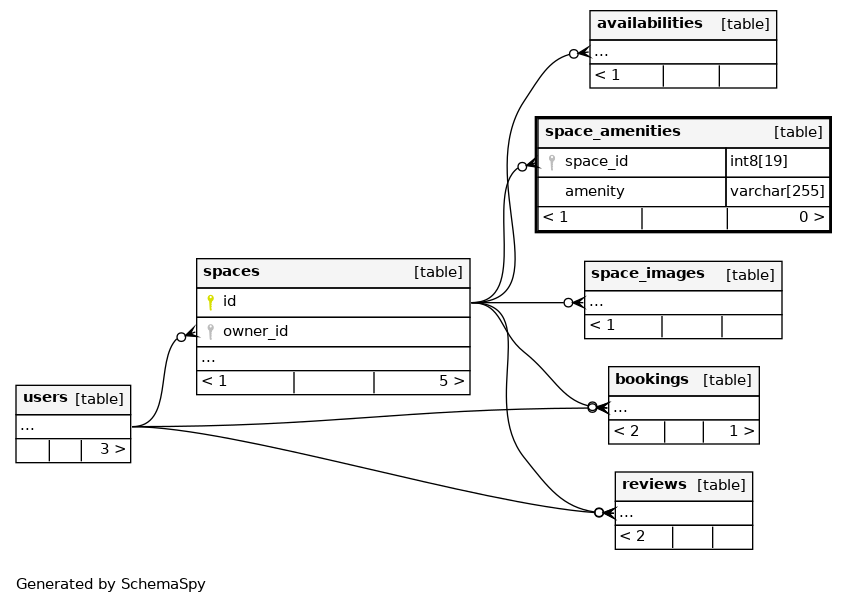 availabilities [table]
...
< 1
space_amenities [table]
space_id int8[19]
amenity varchar[255]
< 1 0 >
spaces [table]
id
owner_id
...
< 1 5 >
space_images [table]
...
< 1
users [table]
...
3 >
bookings [table]
...
< 2 1 >
reviews [table]
...
< 2
Generated by SchemaSpy